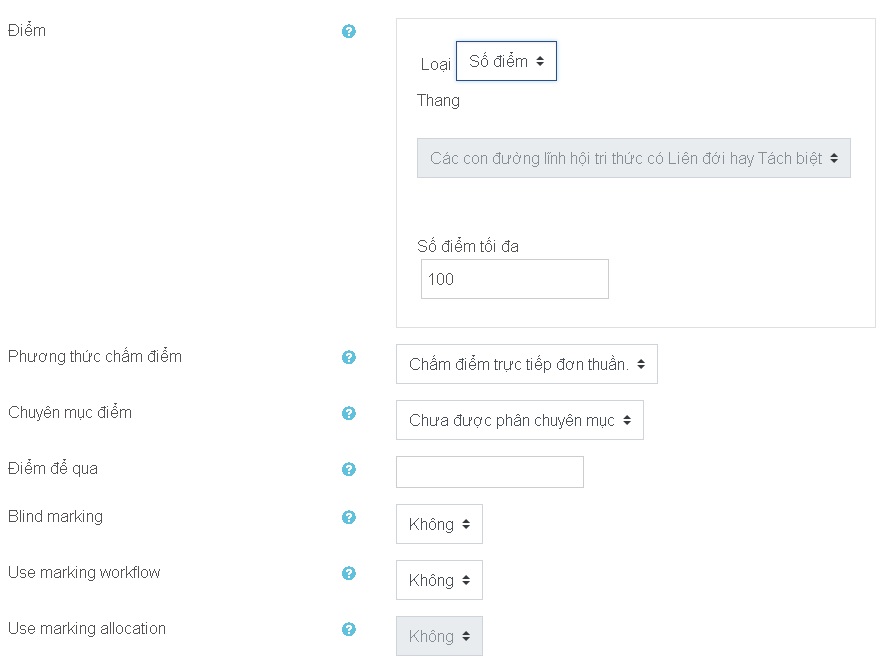 Điểm
Loại Số điểm
Thang
Các con đường lĩnh hội tri thức có Liên đới hay Tách biệt
Số điểm tối đa
100
Phương thức chấm điểm
Chấm điểm trực tiếp đơn thuần.
Chuyên mục điểm
Chưa được phân chuyên mục
Điểm để qua
Blind marking
Không
Use marking workflow
Không
Use marking allocation
Không